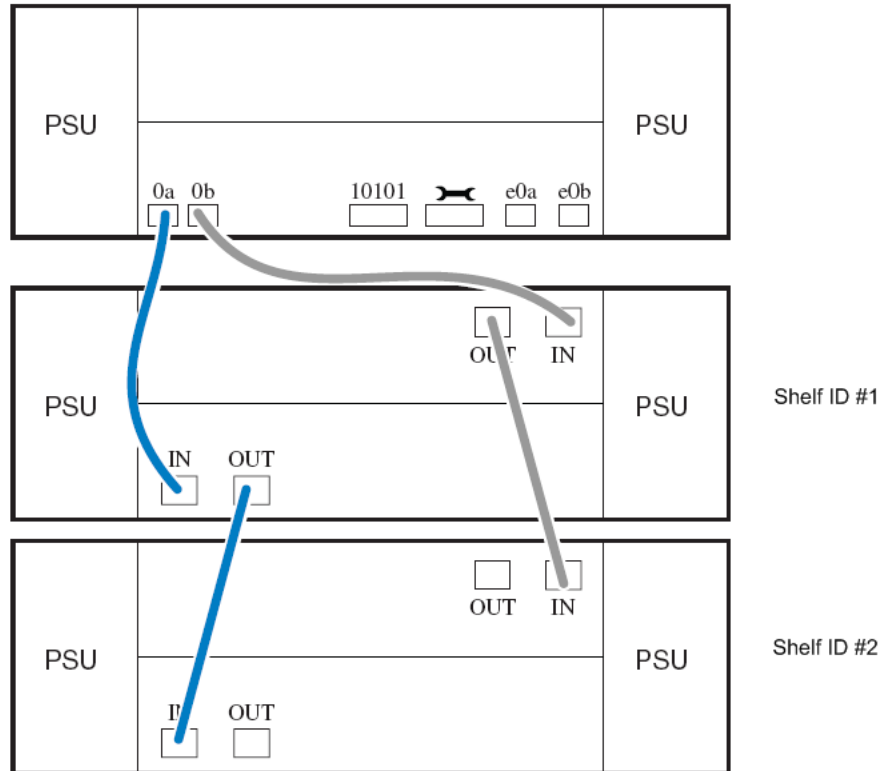 PSU PSU
0a 0b 10101 e0a e0b
OUT IN
PSU PSU Shelf ID #1
IN OUT
OUT IN
PSU PSU Shelf ID #2
IN OUT